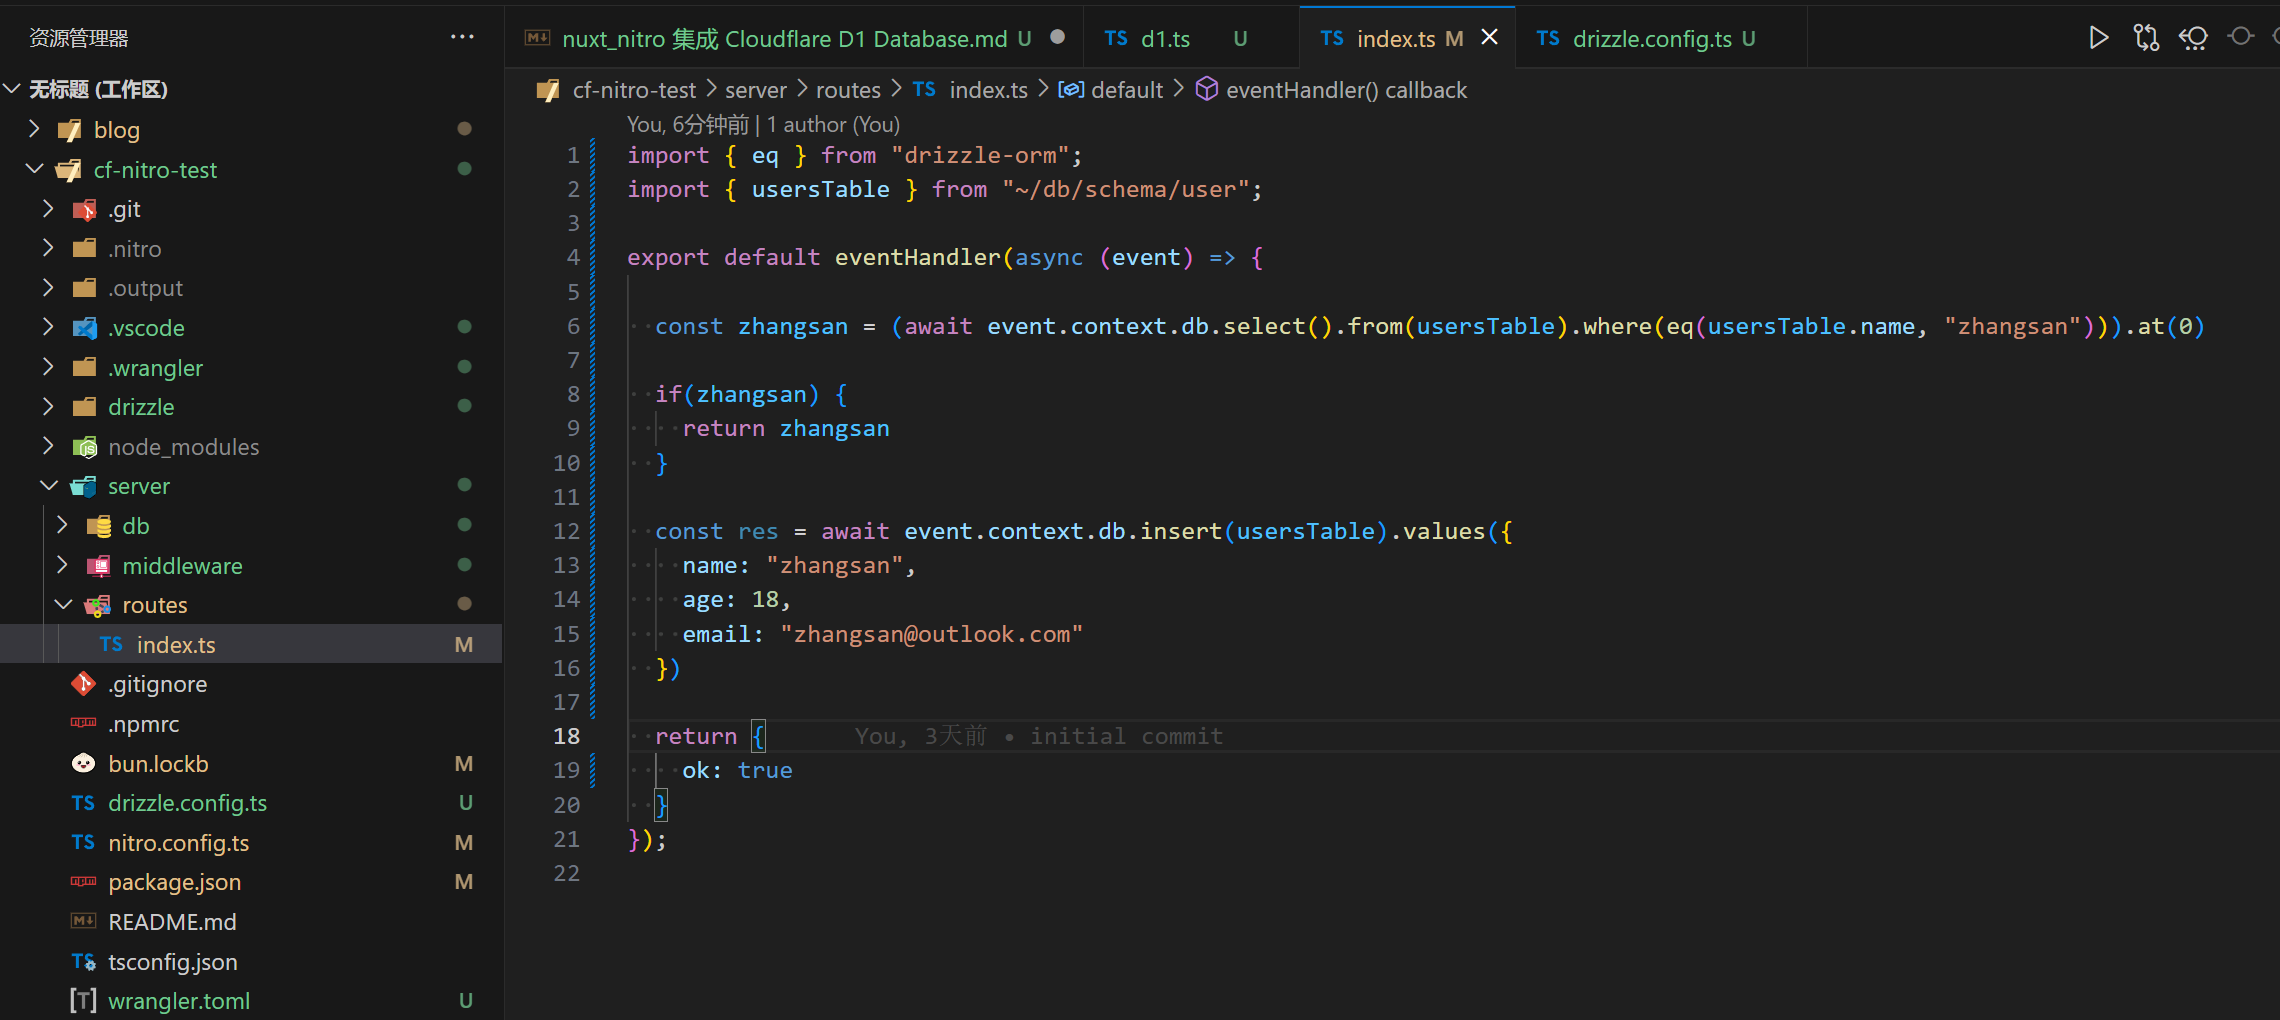 资源管理器
无标题 (工作区)
blog
cf-nitro-test
.git
.nitro
.output
.vscode
.wrangler
drizzle
node_modules
server
db
middleware
routes
TS index.ts M
.gitignore
.npmrc
bun.lockb M
TS drizzle.config.ts U
TS nitro.config.ts M
package.json M
README.md
TS tsconfig.json
[T] wrangler.toml U
nuxt_nitro 集成 Cloudflare D1 Database.md U
TS d1.ts U
TS index.ts M
TS drizzle.config.ts U
cf-nitro-test > server > routes > TS index.ts > default > eventHandler() callback
You, 6分钟前 | 1 author (You)
1 import { eq } from "drizzle-orm";
2 import { usersTable } from "~/db/schema/user";
3
4 export default eventHandler(async (event) => {
5
6 const zhangsan = (await event.context.db.select().from(usersTable).where(eq(usersTable.name, "zhangsan"))).at(0)
7
8 if(zhangsan) {
9 return zhangsan
10 }
11
12 const res = await event.context.db.insert(usersTable).values({
13 name: "zhangsan",
14 age: 18,
15 email: "zhangsan@outlook.com"
16 })
17
18 return { You, 3天前 • initial commit
19 ok: true
20 }
21 });
22